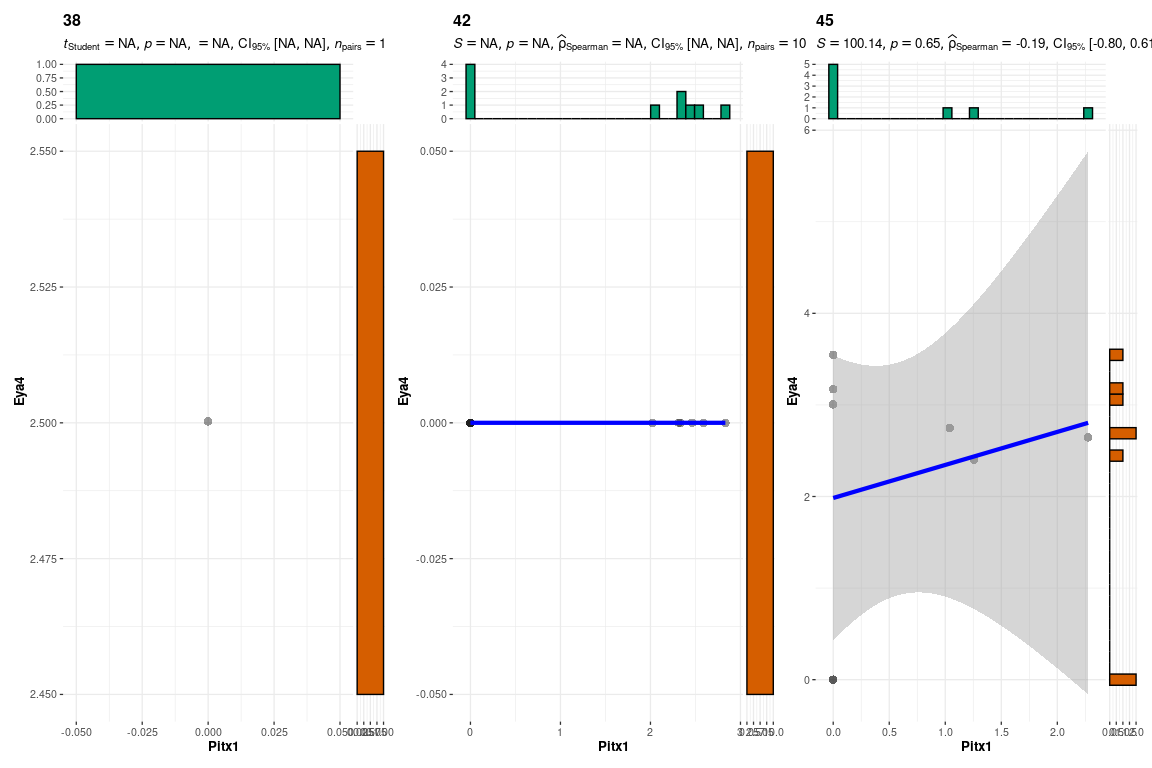 38
42
45
t_Student = NA, p = NA, = NA, CI_95% [NA, NA], n_pairs = 1
S = NA, p = NA, ρ̂_Spearman = NA, CI_95% [NA, NA], n_pairs = 10
S = 100.14, p = 0.65, ρ̂_Spearman = -0.19, CI_95% [-0.80, 0.61
1.00
0.75
0.50
0.25
0.00
4
3
2
1
0
5
4
3
2
1
0
2.550
2.525
2.500
2.475
2.450
Eya4
0.050
0.025
0.000
-0.025
-0.050
Eya4
6
4
2
0
Eya4
-0.050 -0.025 0.000 0.025
0 1 2 3
0.0 0.5 1.0 1.5 2.0
Pitx1
Pitx1
Pitx1